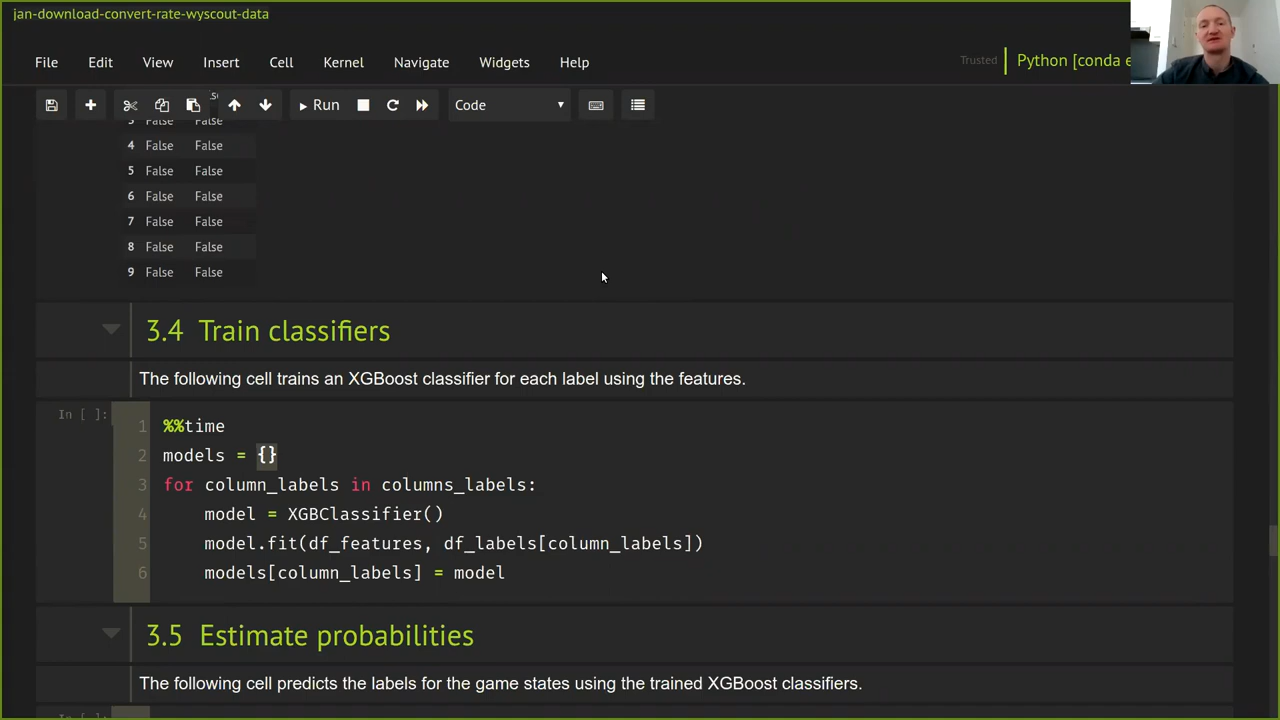 jan-download-convert-rate-wyscout-data
File Edit View Insert Cell Kernel Navigate Widgets Help
Trusted Python [conda e
Run Code
3 False False
4 False False
5 False False
6 False False
7 False False
8 False False
9 False False
3.4 Train classifiers
The following cell trains an XGBoost classifier for each label using the features.
In [ ]:
1 %%time
2 models = {}
3 for column_labels in columns_labels:
4 model = XGBClassifier()
5 model.fit(df_features, df_labels[column_labels])
6 models[column_labels] = model
3.5 Estimate probabilities
The following cell predicts the labels for the game states using the trained XGBoost classifiers.